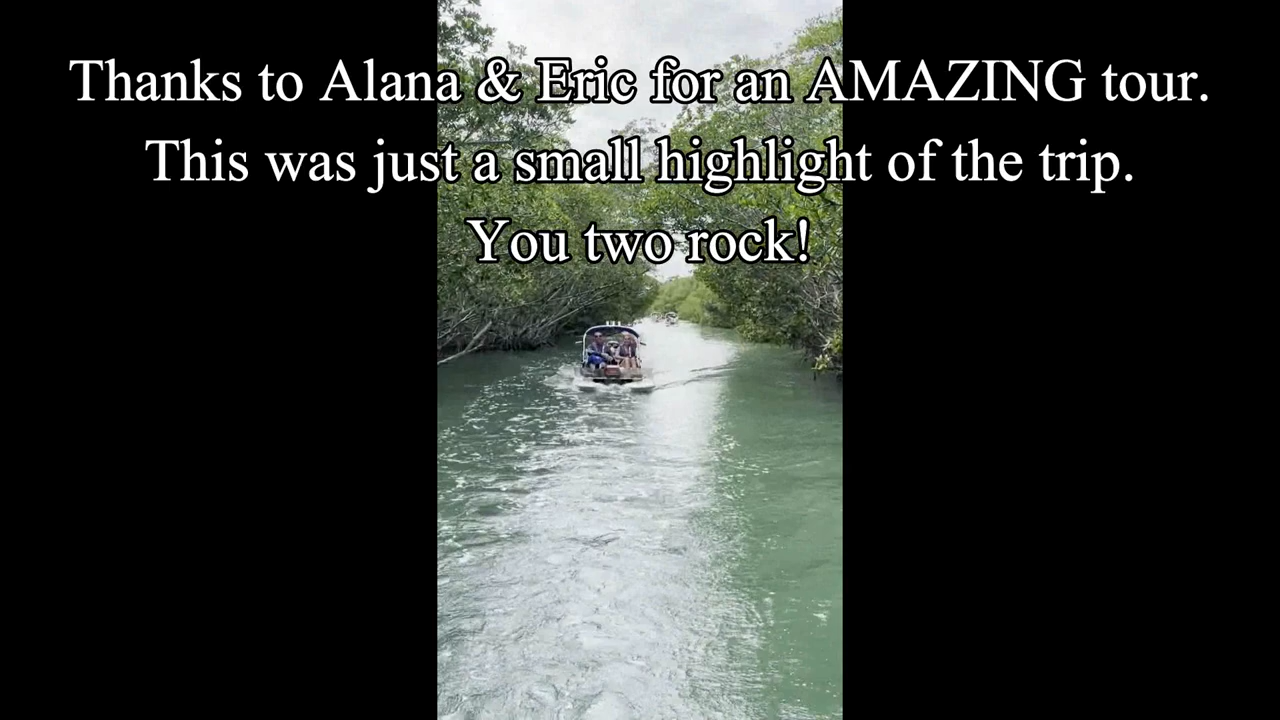 Thanks to Alana & Eric for an AMAZING tour.
This was just a small highlight of the trip.
You two rock!